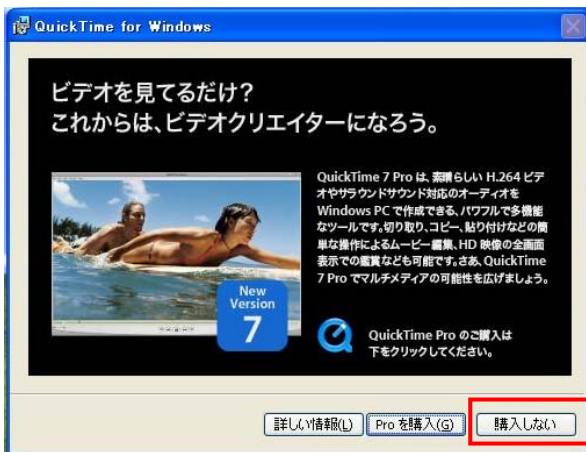 QuickTime for Windows
ビデオを見てるだけ?
これからは、ビデオクリエイターになろう。
QuickTime 7 Pro は、素晴らしい H.264 ビデ
オやサラウンドサウンド対応のオーディオを
Windows PC で作成できる、パワフルで多機能
なツールです。切り取り、コピー、貼り付けなどの簡
単な操作によるムービー編集、HD 映像の全画面
表示での鑑賞なども可能です。さあ、QuickTime
7 Pro でマルチメディアの可能性を広げましょう。
New
Version
7
QuickTime Pro のご購入は
下をクリックしてください。
詳しい情報(L)
Pro を購入(G)
購入しない